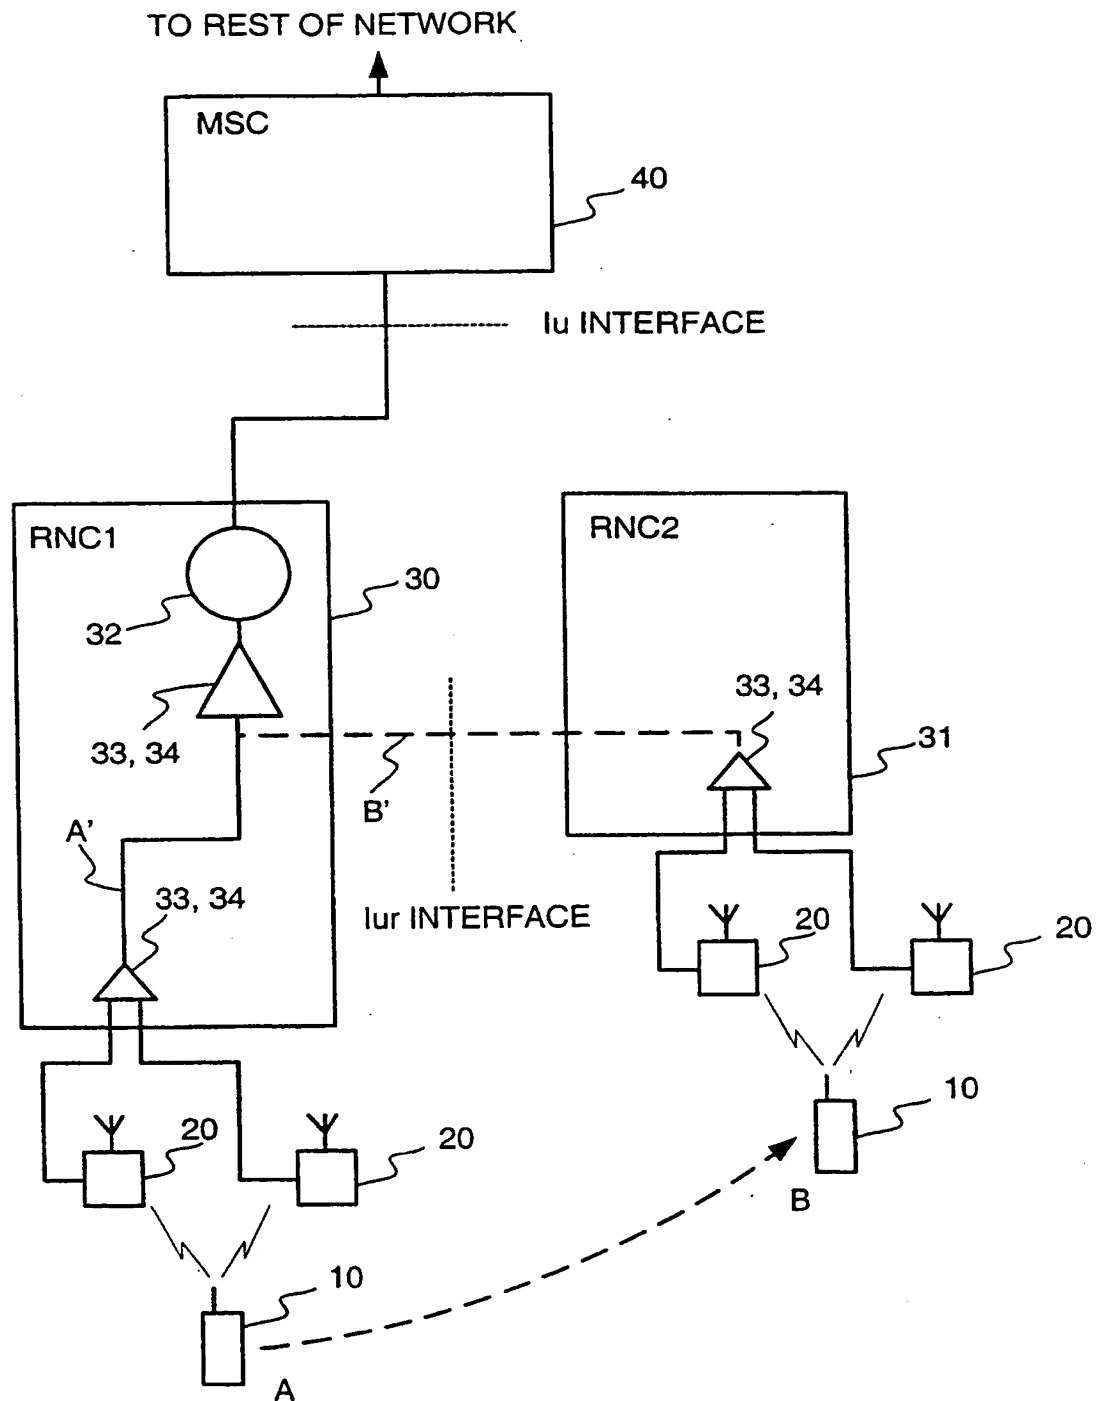 TO REST OF NETWORK
MSC
40
Iu INTERFACE
RNC1
RNC2
30
32
33, 34
33, 34
31
B'
A'
33, 34
Iur INTERFACE
20
20
10
20
20
B
10
A